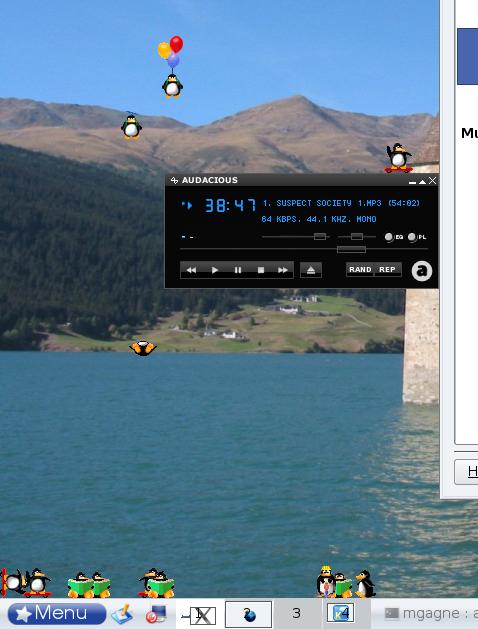 Mu
AUDACIOUS
38:47
1. SUSPECT SOCIETY 1.MP3 (54:02)
64 KBPS, 44.1 KHZ, MONO
EQ PL
RAND REP
a
H
Menu
1
2
3
4
mgagne : a